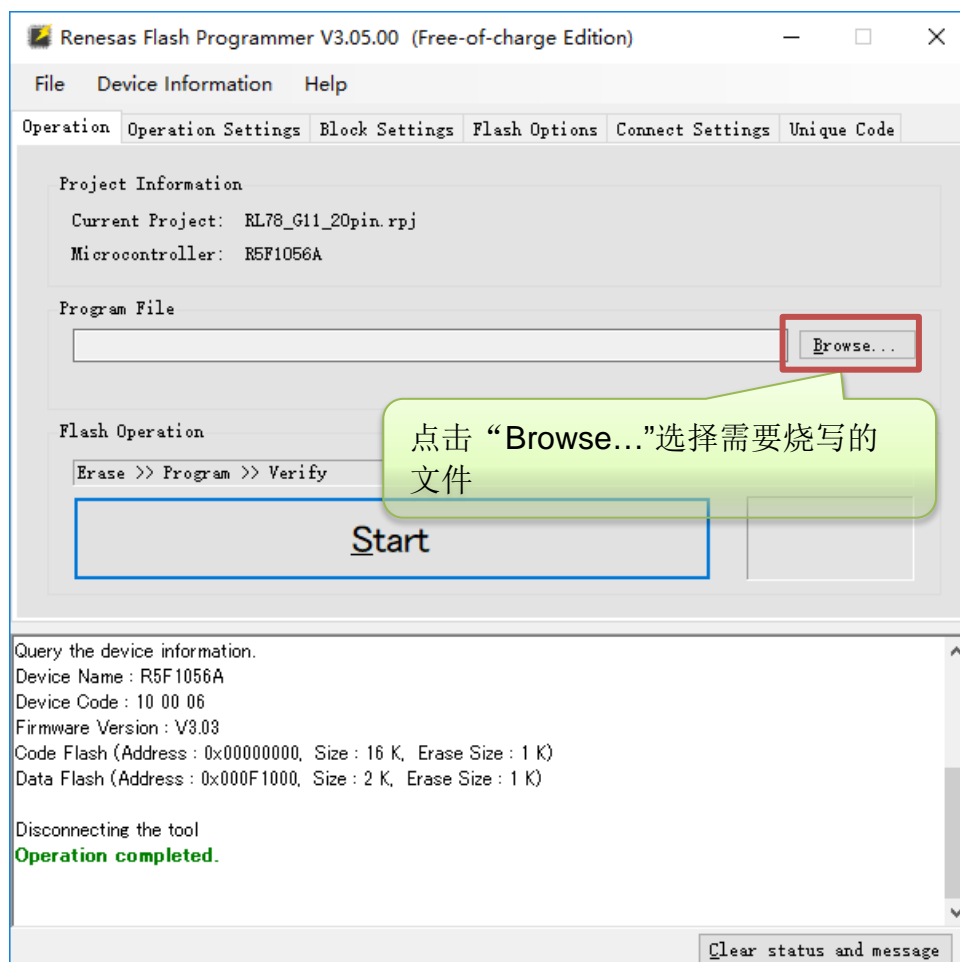 Renesas Flash Programmer V3.05.00 (Free-of-charge Edition)
File Device Information Help
Operation Operation Settings Block Settings Flash Options Connect Settings Unique Code
Project Information
Current Project: RL78_G11_20pin.rpj
Microcontroller: R5F1056A
Program File
Browse...
点击“Browse…”选择需要烧写的
文件
Flash Operation
Erase >> Program >> Verify
Start
Query the device information.
Device Name : R5F1056A
Device Code : 10 00 06
Firmware Version : V3.03
Code Flash (Address : 0x00000000, Size : 16 K, Erase Size : 1 K)
Data Flash (Address : 0x000F1000, Size : 2 K, Erase Size : 1 K)
Disconnecting the tool
Operation completed.
Clear status and message